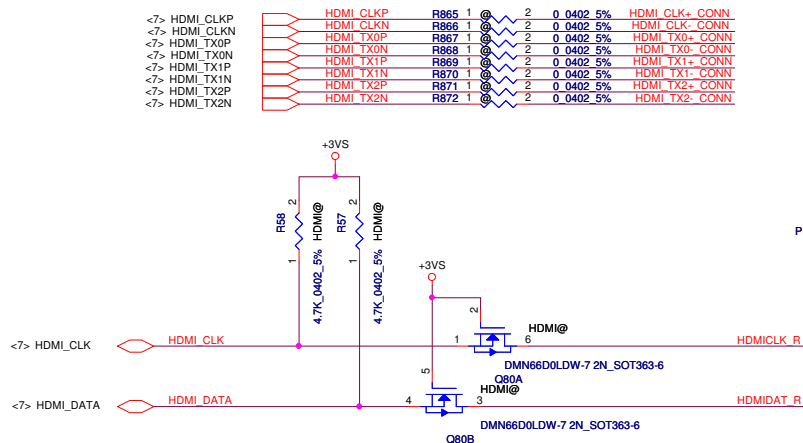 <7> HDMI_CLKP HDMI_CLKP R865 1 @ 2 0_0402_5% HDMI_CLK+_CONN
<7> HDMI_CLKN HDMI_CLKN R866 1 @ 2 0_0402_5% HDMI_CLK-_CONN
<7> HDMI_TX0P HDMI_TX0P R867 1 @ 2 0_0402_5% HDMI_TX0+_CONN
<7> HDMI_TX0N HDMI_TX0N R868 1 @ 2 0_0402_5% HDMI_TX0-_CONN
<7> HDMI_TX1P HDMI_TX1P R869 1 @ 2 0_0402_5% HDMI_TX1+_CONN
<7> HDMI_TX1N HDMI_TX1N R870 1 @ 2 0_0402_5% HDMI_TX1-_CONN
<7> HDMI_TX2P HDMI_TX2P R871 1 @ 2 0_0402_5% HDMI_TX2+_CONN
<7> HDMI_TX2N HDMI_TX2N R872 1 @ 2 0_0402_5% HDMI_TX2-_CONN
+3VS
R58 2 1 4.7K_0402_5% HDMI@
R57 2 1 4.7K_0402_5% HDMI@
P
+3VS
2
HDMI@
<7> HDMI_CLK HDMI_CLK 1 6 HDMICLK_R
DMN66D0LDW-7 2N_SOT363-6
Q80A
5
HDMI@
<7> HDMI_DATA HDMI_DATA 4 3 HDMIDAT_R
DMN66D0LDW-7 2N_SOT363-6
Q80B